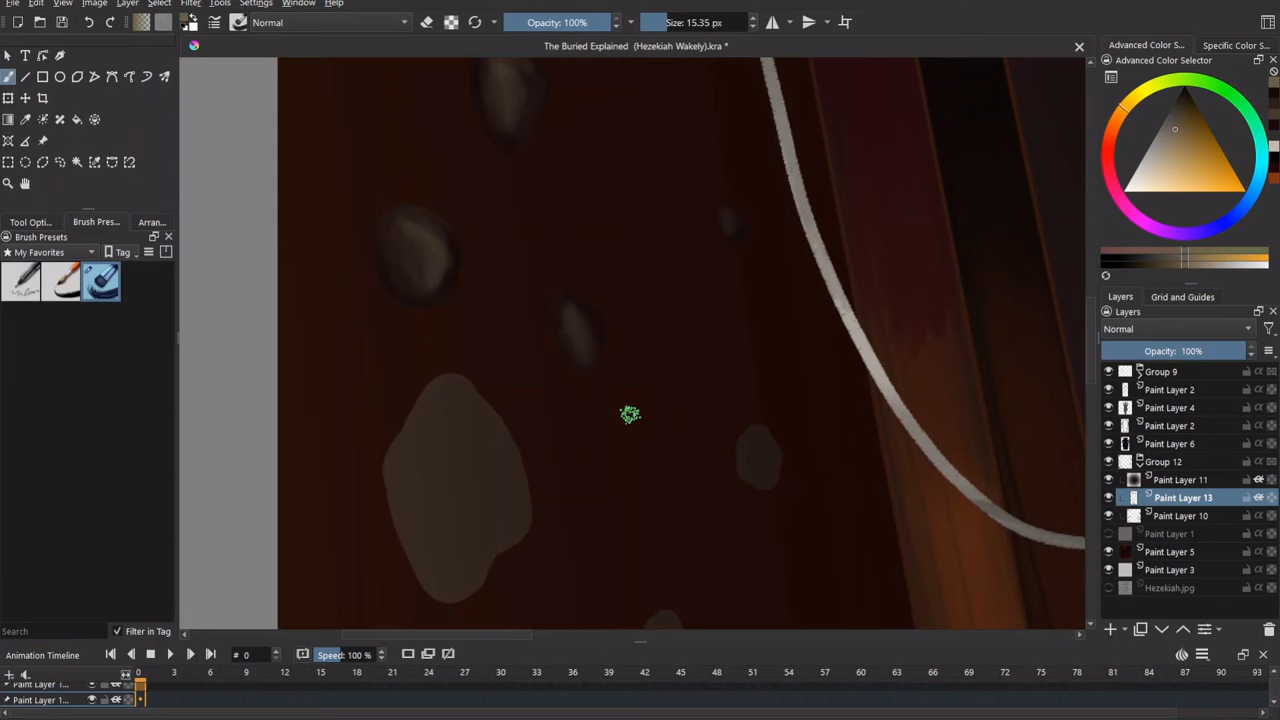 File Edit View Image Layer Select Filter Tools Settings Window Help
Normal Opacity: 100% Size: 15.35 px
The Buried Explained (Hezekiah Wakely).kra *
Advanced Color S... Specific Color S...
Advanced Color Selector
Tool Opti... Brush Pres... Arran...
Brush Presets
My Favorites Tag
Layers Grid and Guides
Layers
Normal
Opacity: 100%
Group 9
Paint Layer 2
Paint Layer 4
Paint Layer 2
Paint Layer 6
Group 12
Paint Layer 11
Paint Layer 13
Paint Layer 10
Paint Layer 1
Paint Layer 5
Paint Layer 3
Hezekiah.jpg
Search Filter in Tag
Animation Timeline # 0 Speed: 100 %
0 3 6 9 12 15 18 21 24 27 30 33 36 39 42 45 48 51 54 57 60 63 66 69 72 75 78 81 84 87 90 93
Paint Layer 1...
Paint Layer 1...